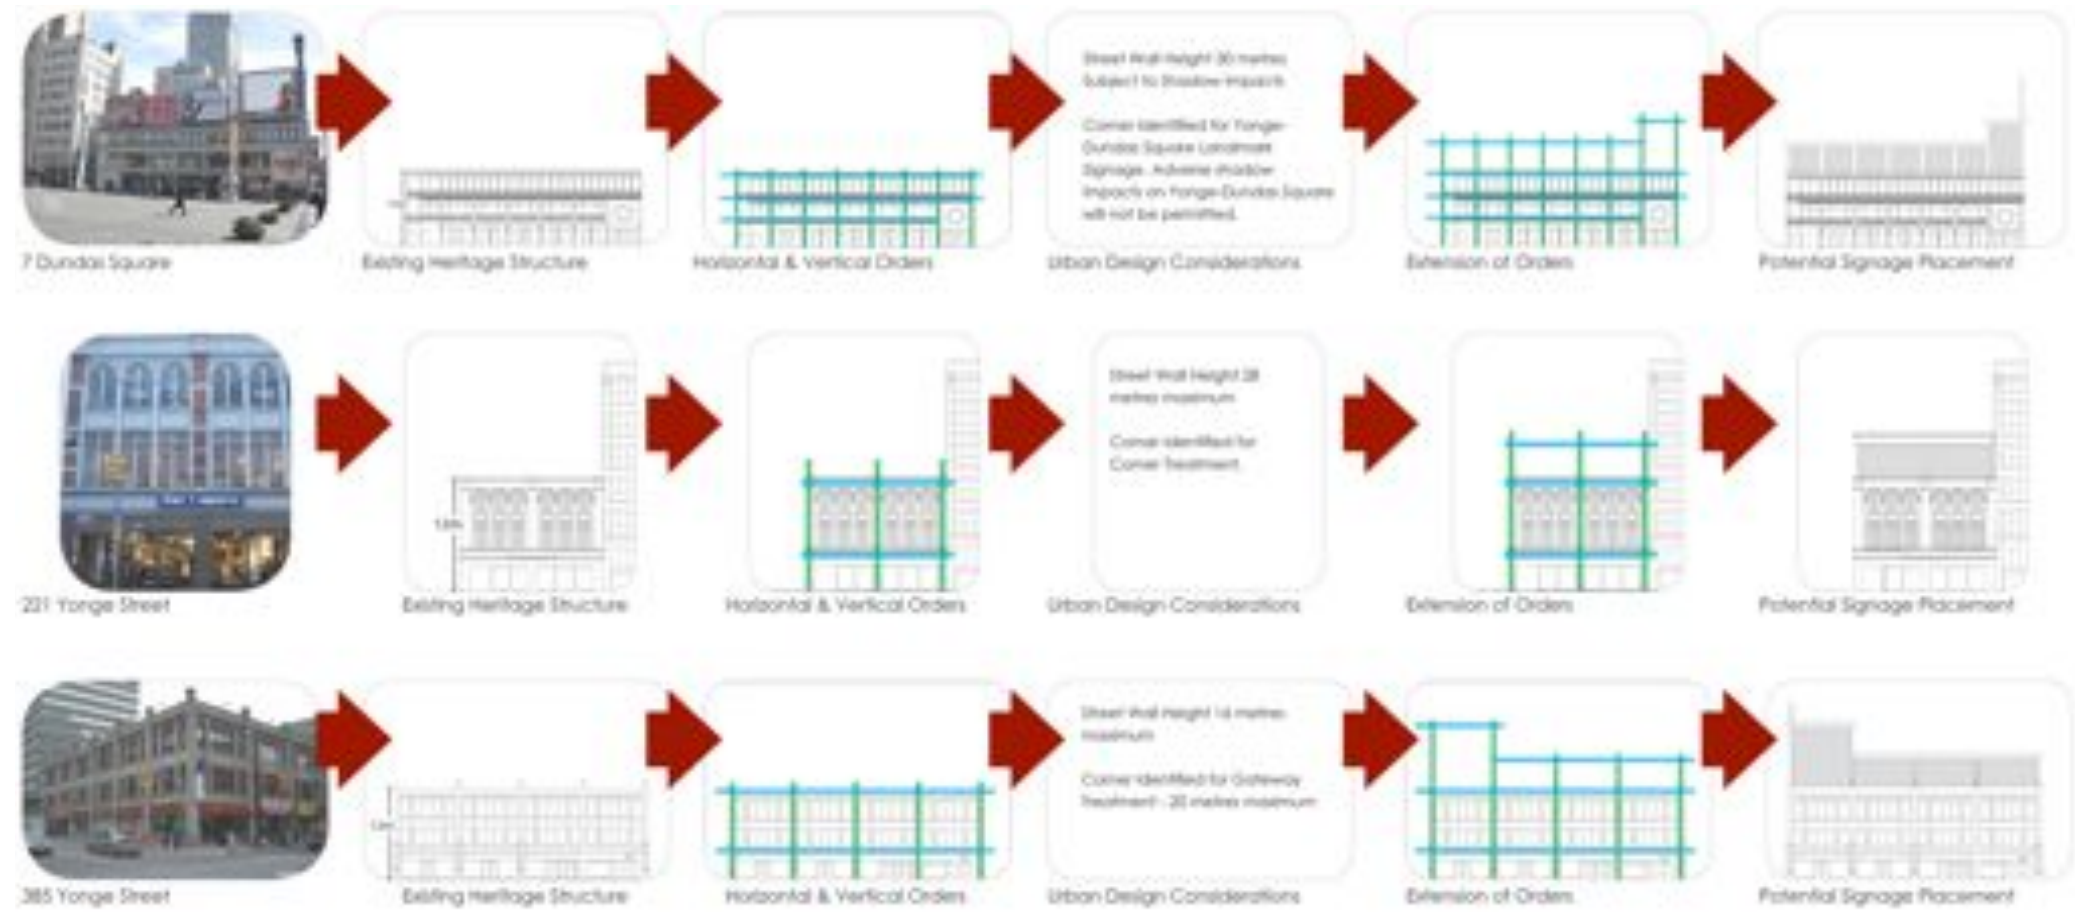 Street Wall Height 30 metres
Subject to Shadow Impacts
Corner Identified for Yonge-
Dundas Square Landmark
Signage. Adverse shadow
impacts on Yonge-Dundas Square
will not be permitted.
7 Dundas Square
Existing Heritage Structure
Horizontal & Vertical Orders
Urban Design Considerations
Extension of Orders
Potential Signage Placement
Street Wall Height 28
metres maximum
Corner Identified for
Corner Treatment
221 Yonge Street
Existing Heritage Structure
Horizontal & Vertical Orders
Urban Design Considerations
Extension of Orders
Potential Signage Placement
Street Wall Height 16 metres
maximum
Corner Identified for Gateway
Treatment - 20 metres maximum
385 Yonge Street
Existing Heritage Structure
Horizontal & Vertical Orders
Urban Design Considerations
Extension of Orders
Potential Signage Placement